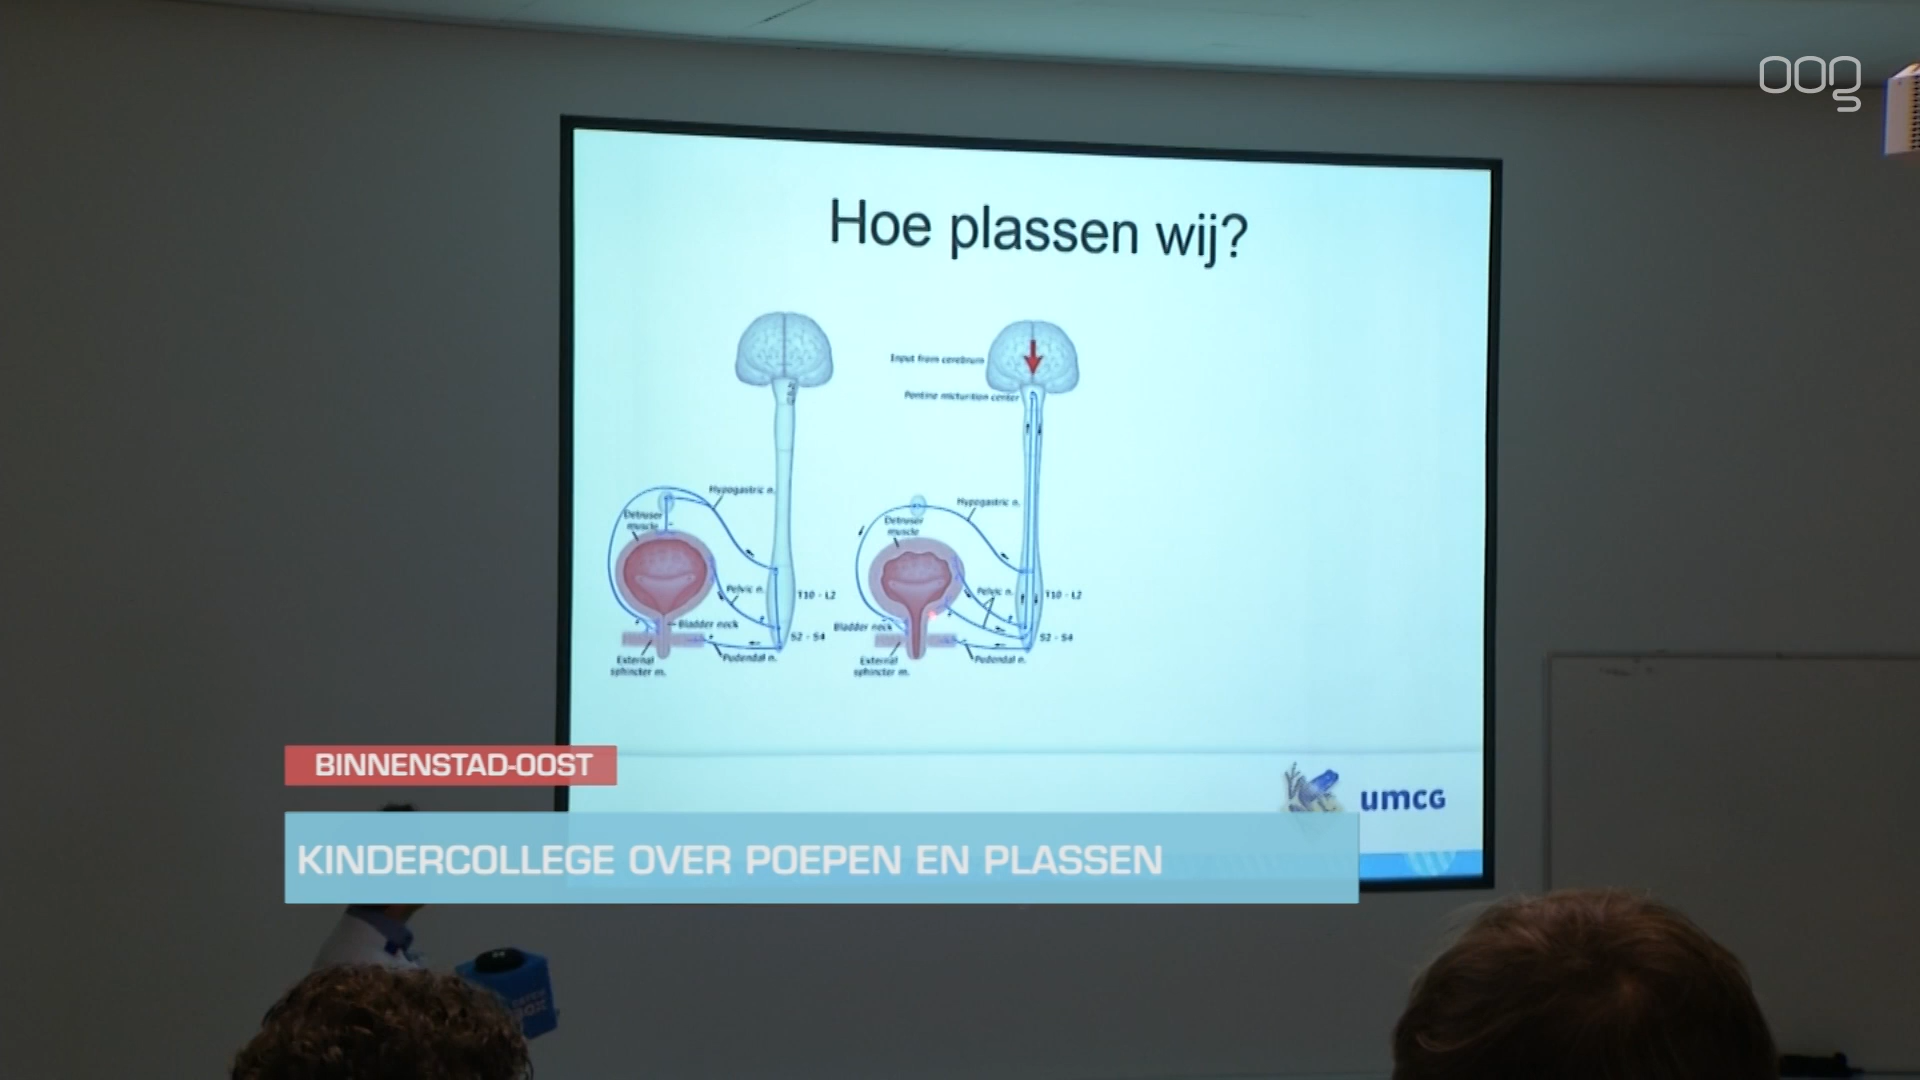 oog
Hoe plassen wij?
Input from cerebrum
Pontine micturition center
Hypogastric n.
Detrusor
muscle
Pelvic n.
T10 - L2
Bladder neck
S2 - S4
External
sphincter m.
Pudendal n.
Hypogastric n.
Detrusor
muscle
Pelvic n.
T10 - L2
Bladder neck
S2 - S4
External
sphincter m.
Pudendal n.
umcg
BINNENSTAD-OOST
KINDERCOLLEGE OVER POEPEN EN PLASSEN
CATCH
BOX